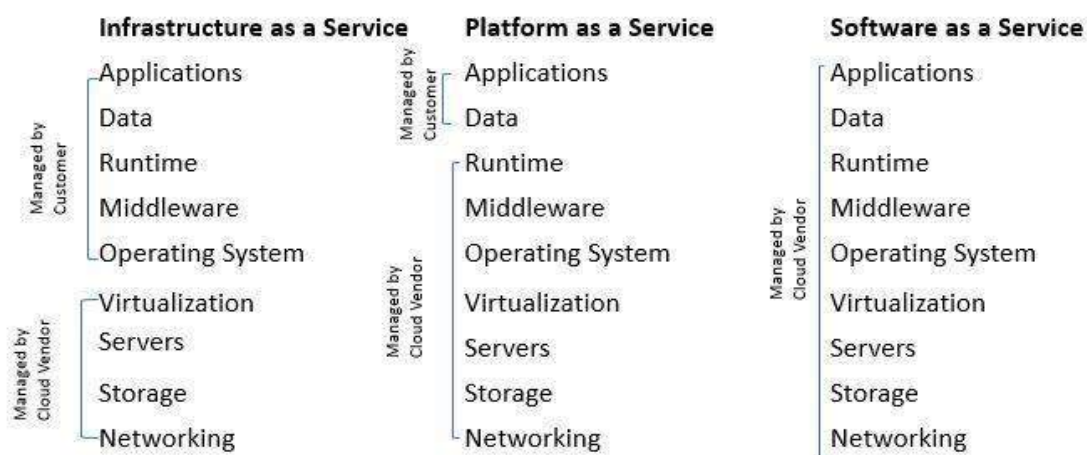 Infrastructure as a Service
Applications
Data
Runtime
Middleware
Operating System
Virtualization
Servers
Storage
Networking
Managed by
Customer
Managed by
Cloud Vendor
Platform as a Service
Applications
Data
Runtime
Middleware
Operating System
Virtualization
Servers
Storage
Networking
Managed by
Customer
Managed by
Cloud Vendor
Software as a Service
Applications
Data
Runtime
Middleware
Operating System
Virtualization
Servers
Storage
Networking
Managed by
Cloud Vendor